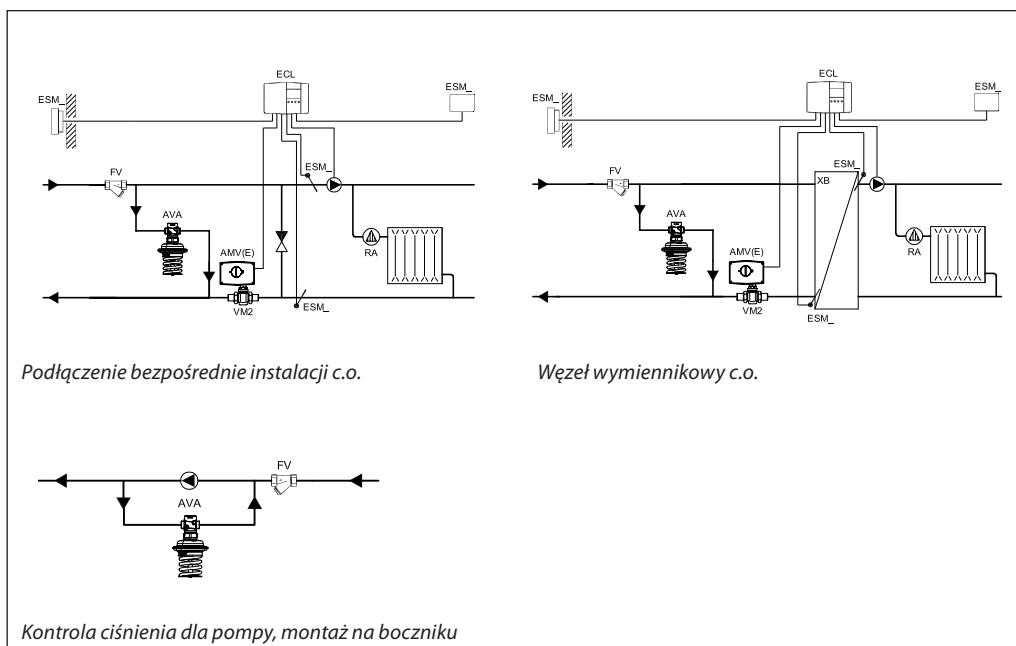 ECL
ESM_
ESM_
FV
ESM_
AVA
AMV(E)
RA
VM2
ESM_
Podłączenie bezpośrednie instalacji c.o.
ECL
ESM_
ESM_
FV
ESM_
XB
AVA
AMV(E)
RA
VM2
ESM_
Węzeł wymiennikowy c.o.
FV
AVA
Kontrola ciśnienia dla pompy, montaż na boczniku